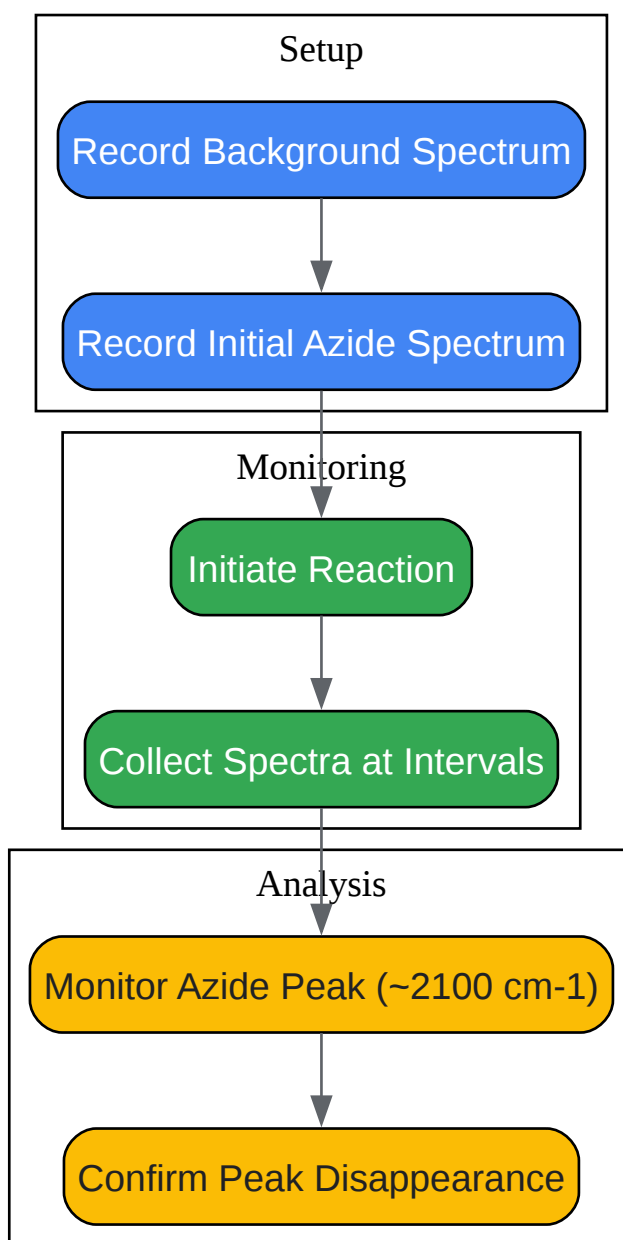 Setup
Record Background Spectrum
Record Initial Azide Spectrum
Monitoring
Initiate Reaction
Collect Spectra at Intervals
Analysis
Monitor Azide Peak (~2100 cm-1)
Confirm Peak Disappearance